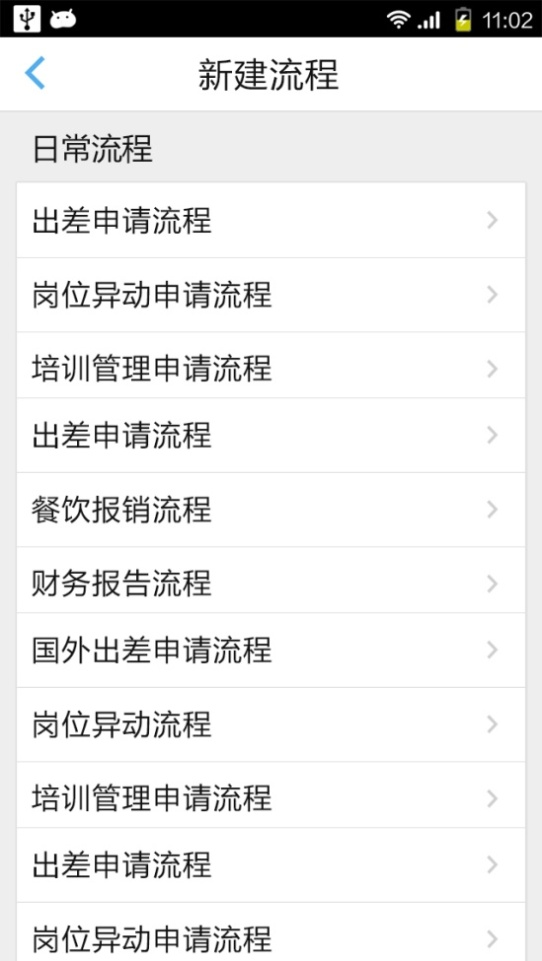 11:02
新建流程
日常流程
出差申请流程
岗位异动申请流程
培训管理申请流程
出差申请流程
餐饮报销流程
财务报告流程
国外出差申请流程
岗位异动流程
培训管理申请流程
出差申请流程
岗位异动申请流程